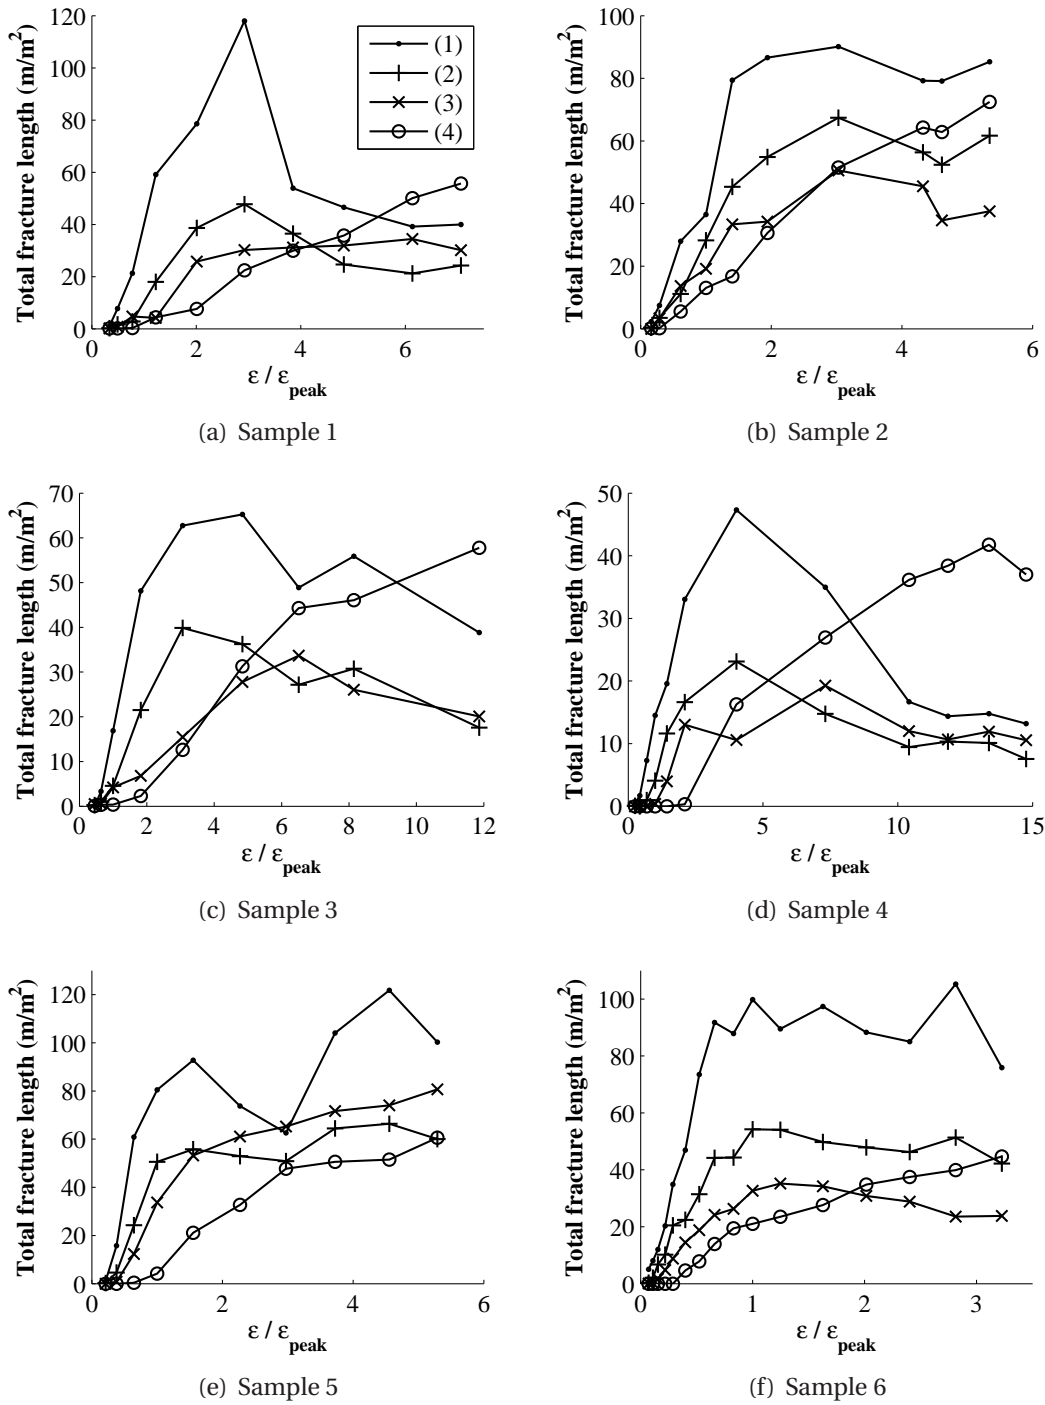 120
100
80
60
40
20
0
0 2 4 6
Total fracture length (m/m²)
ε / ε_peak
(1)
(2)
(3)
(4)
(a) Sample 1
100
80
60
40
20
0
0 2 4 6
Total fracture length (m/m²)
ε / ε_peak
(b) Sample 2
70
60
50
40
30
20
10
0
0 2 4 6 8 10 12
Total fracture length (m/m²)
ε / ε_peak
(c) Sample 3
50
40
30
20
10
0
0 5 10 15
Total fracture length (m/m²)
ε / ε_peak
(d) Sample 4
120
100
80
60
40
20
0
0 2 4 6
Total fracture length (m/m²)
ε / ε_peak
(e) Sample 5
100
80
60
40
20
0
0 1 2 3
Total fracture length (m/m²)
ε / ε_peak
(f) Sample 6